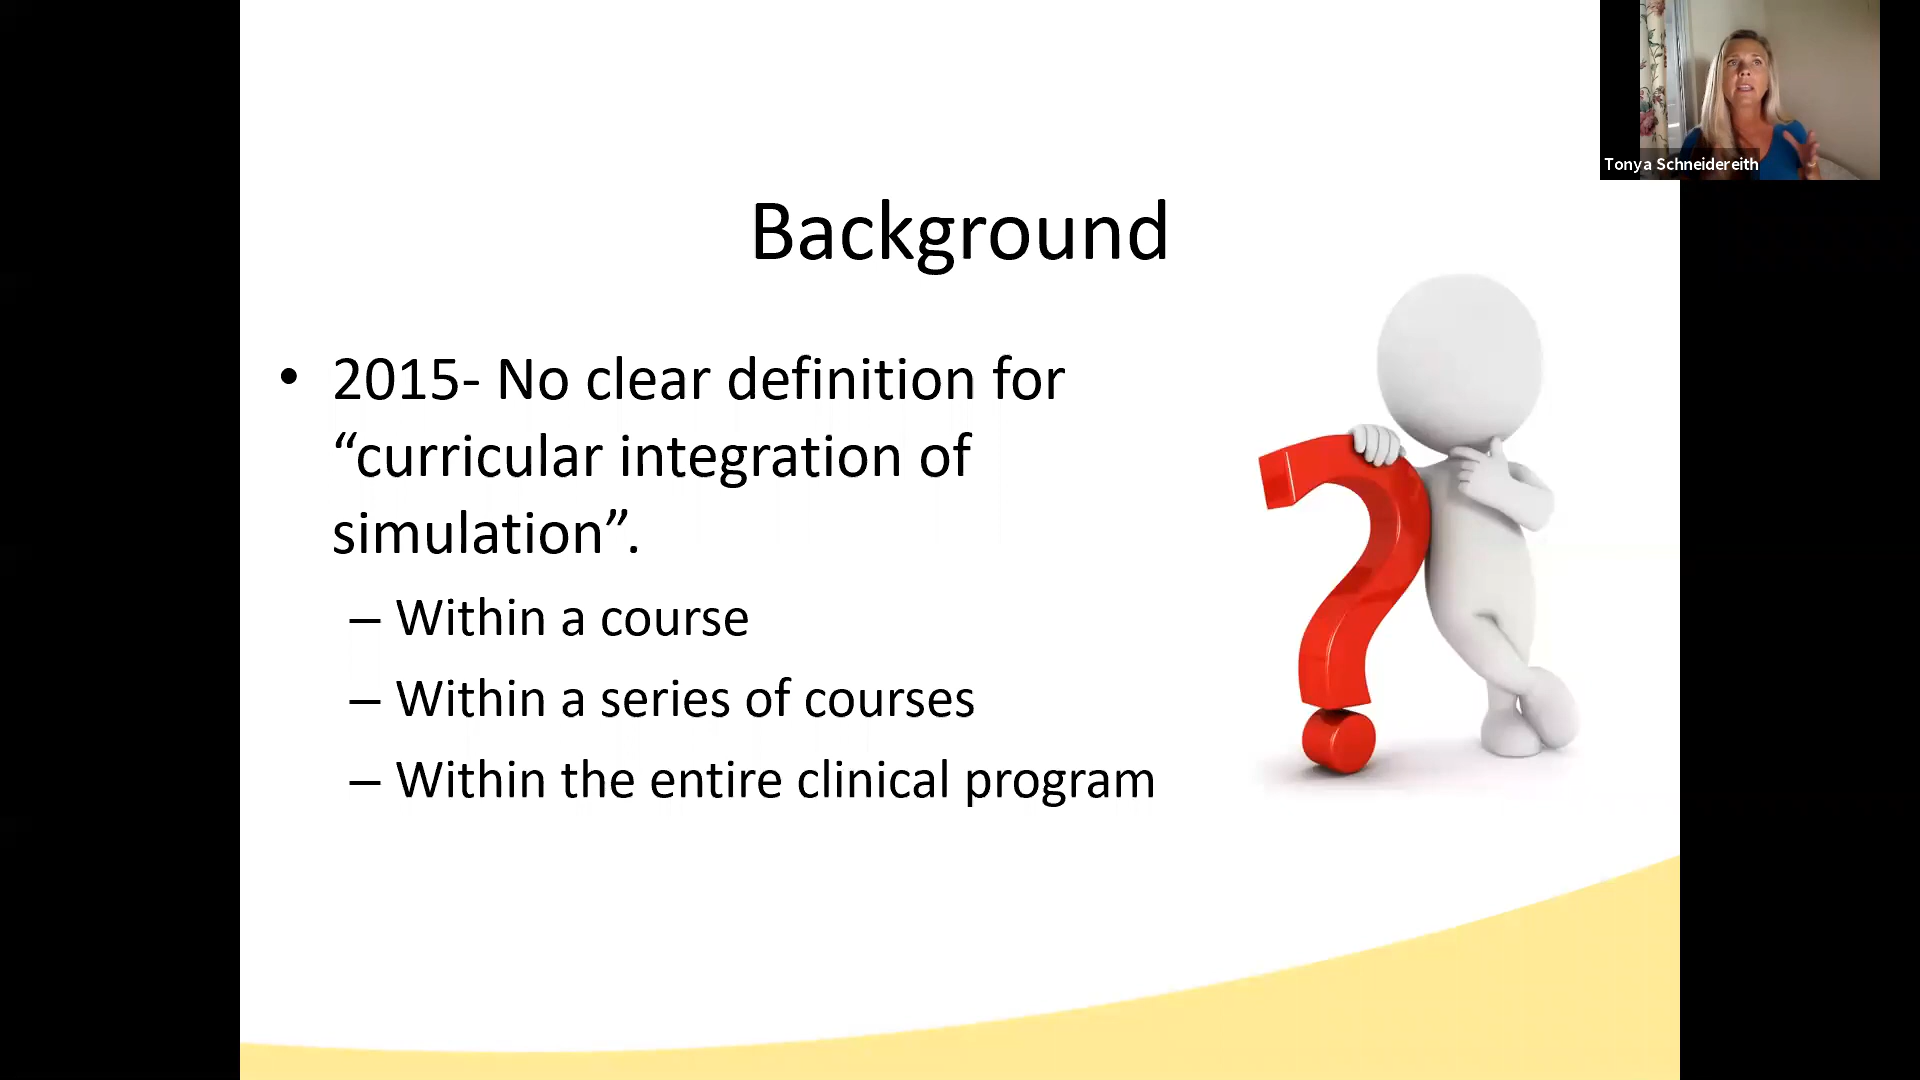 Tonya Schneidereith
Background
• 2015- No clear definition for
“curricular integration of
simulation”.
– Within a course
– Within a series of courses
– Within the entire clinical program